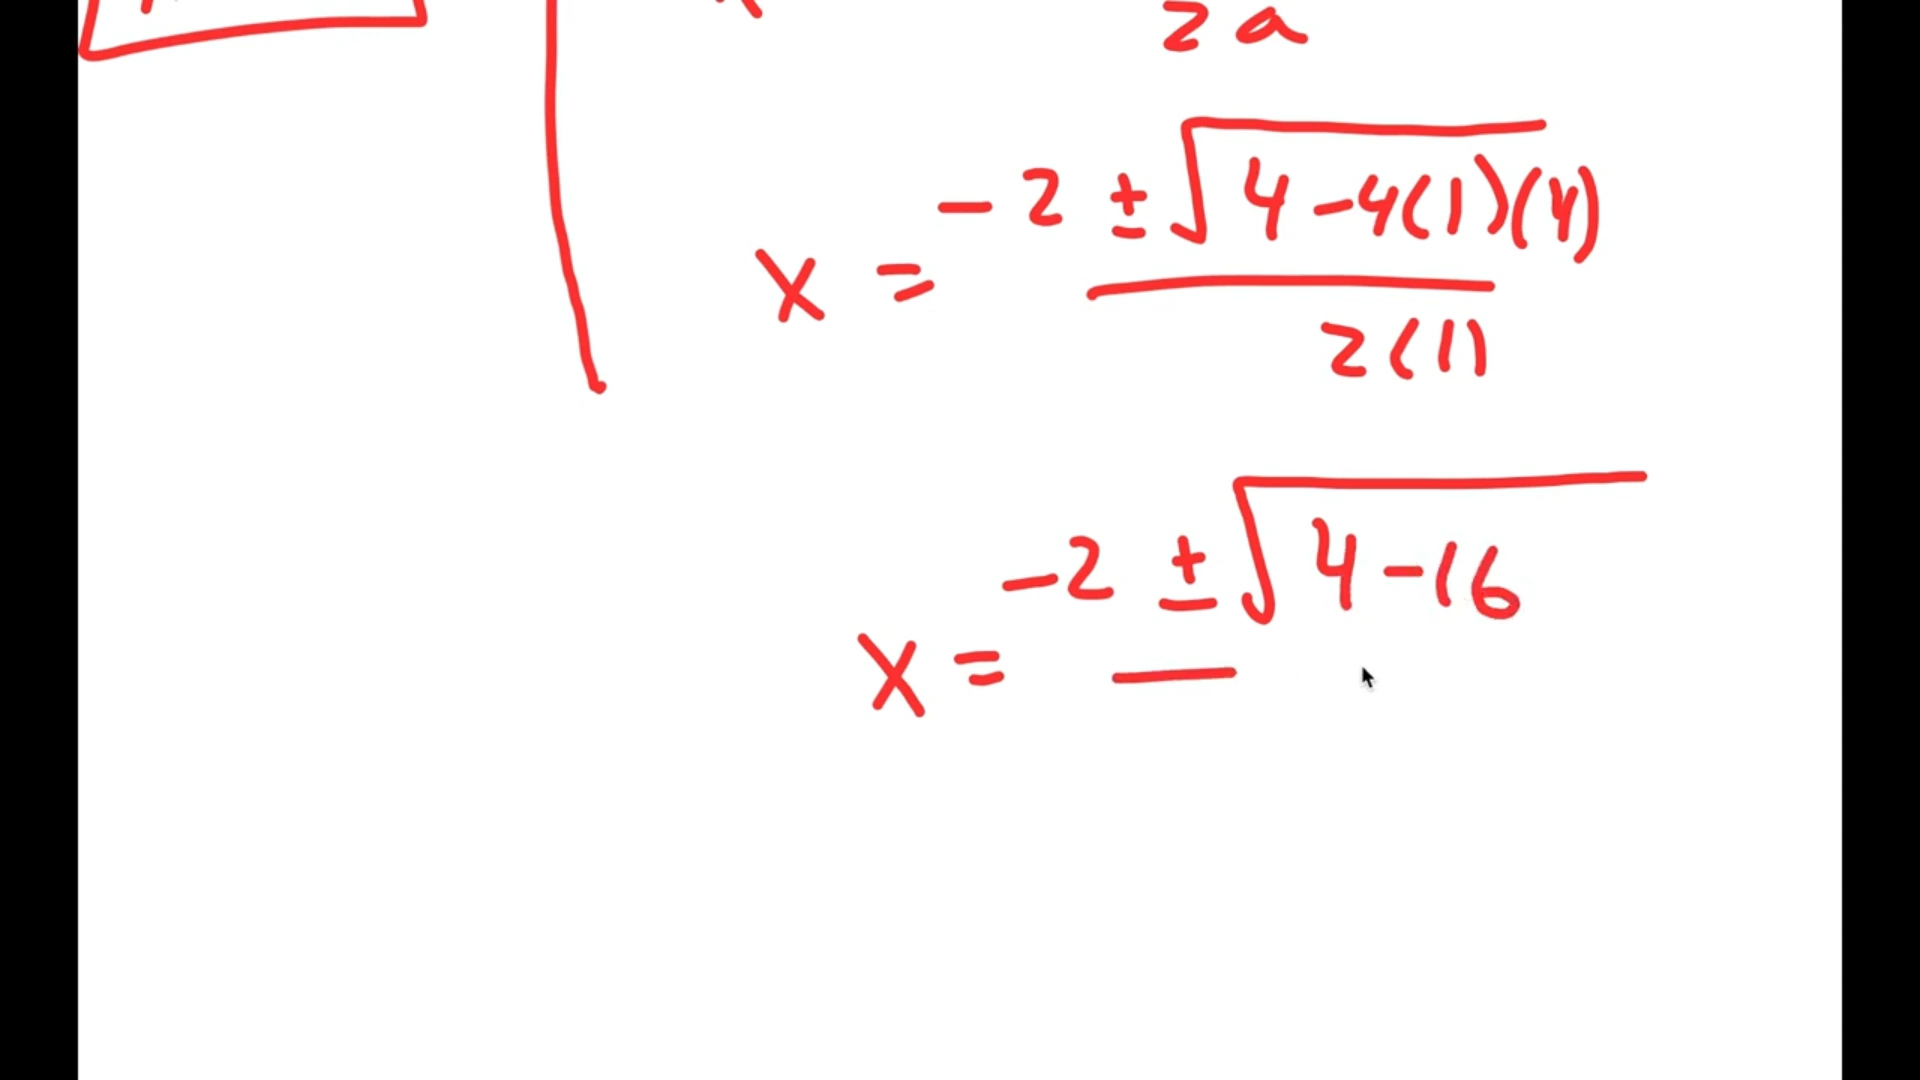 2a
x = -2 ± √4-4(1)(4)
2(1)
x = -2 ± √4-16